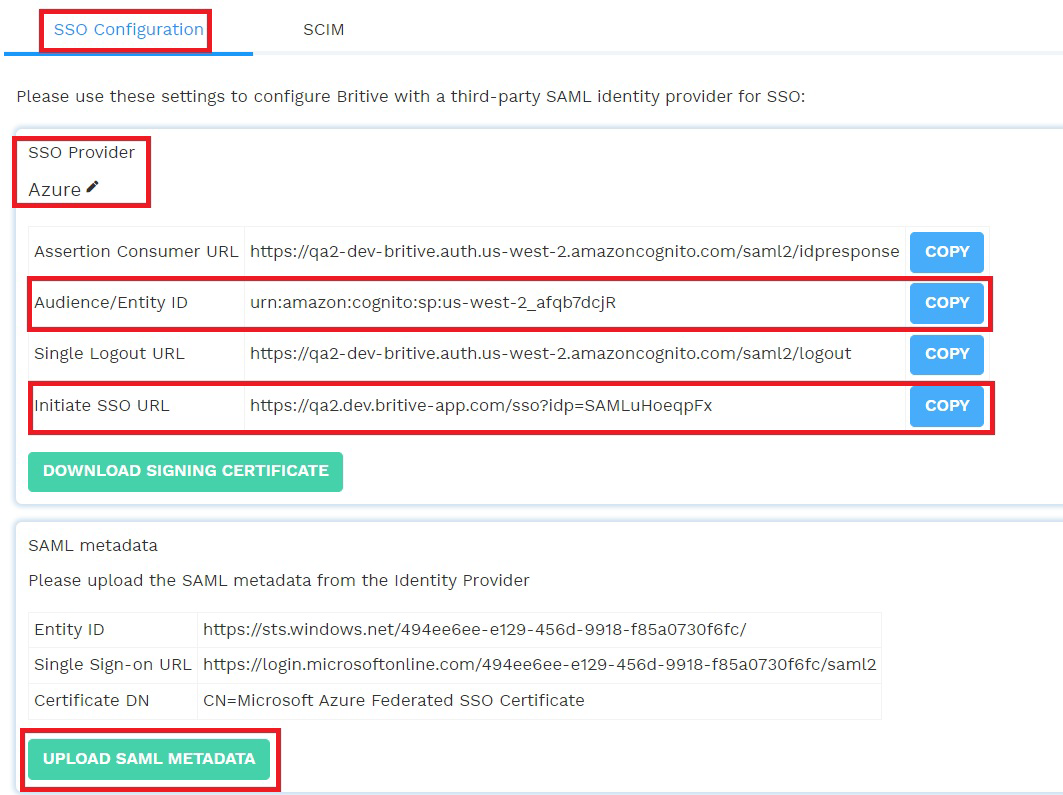 SSO Configuration SCIM
Please use these settings to configure Britive with a third-party SAML identity provider for SSO:
SSO Provider
Azure
Assertion Consumer URL https://qa2-dev-britive.auth.us-west-2.amazoncognito.com/saml2/idpresponse COPY
Audience/Entity ID urn:amazon:cognito:sp:us-west-2_afqb7dcjR COPY
Single Logout URL https://qa2-dev-britive.auth.us-west-2.amazoncognito.com/saml2/logout COPY
Initiate SSO URL https://qa2.dev.britive-app.com/sso?idp=SAMLuHoeqpFx COPY
DOWNLOAD SIGNING CERTIFICATE
SAML metadata
Please upload the SAML metadata from the Identity Provider
Entity ID https://sts.windows.net/494ee6ee-e129-456d-9918-f85a0730f6fc/
Single Sign-on URL https://login.microsoftonline.com/494ee6ee-e129-456d-9918-f85a0730f6fc/saml2
Certificate DN CN=Microsoft Azure Federated SSO Certificate
UPLOAD SAML METADATA